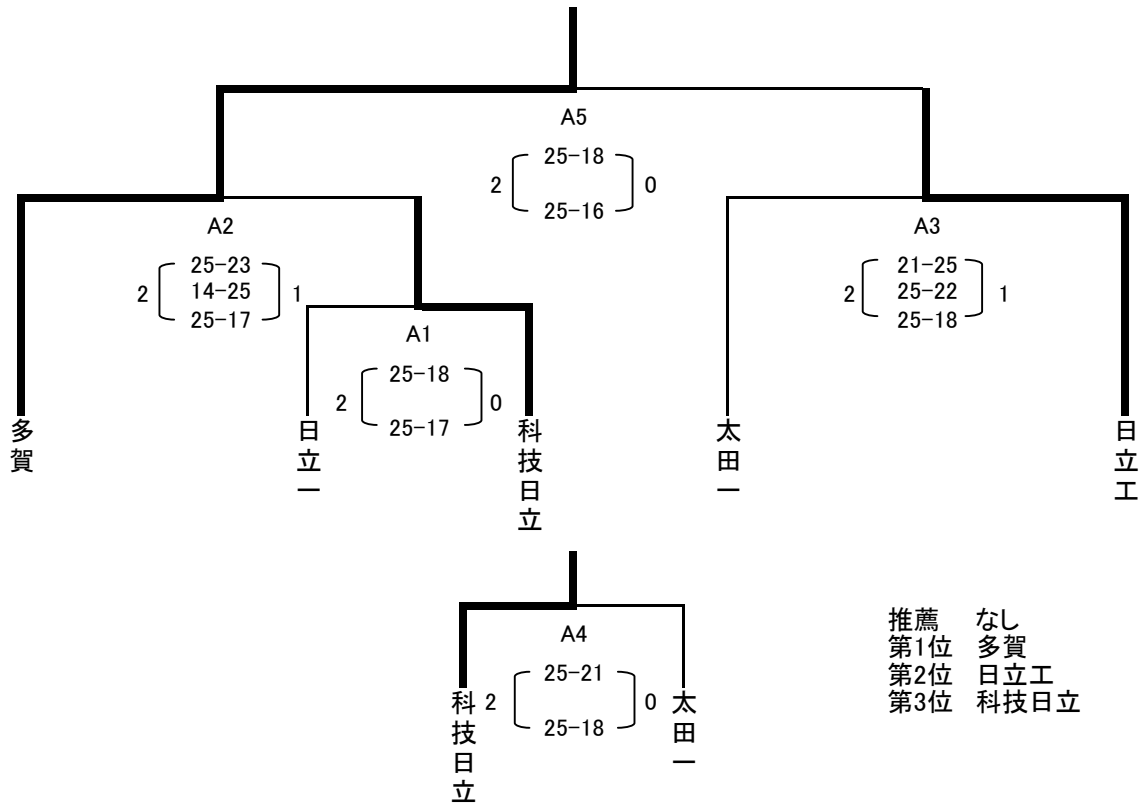 A5
25-18
2 0
25-16
A2
25-23
2 14-25 1
25-17
A3
21-25
2 25-22 1
25-18
A1
25-18
2 0
25-17
多賀
日立一
科技日立
太田一
日立工
A4
25-21
2 0
25-18
科技日立
太田一
推薦 なし
第1位 多賀
第2位 日立工
第3位 科技日立